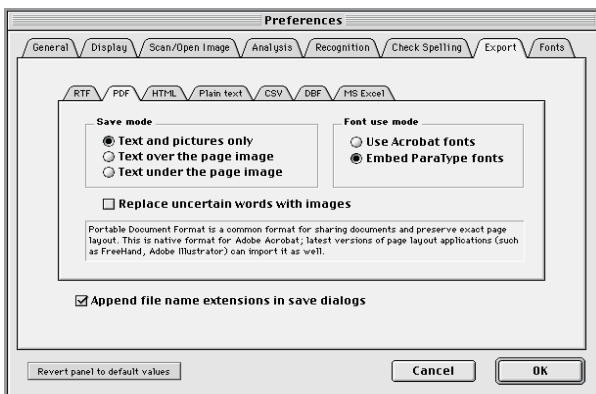 Preferences
General Display Scan/Open Image Analysis Recognition Check Spelling Export Fonts
RTF PDF HTML Plain text CSV DBF MS Excel
Save mode
Text and pictures only
Text over the page image
Text under the page image
Font use mode
Use Acrobat fonts
Embed ParaType fonts
Replace uncertain words with images
Portable Document Format is a common format for sharing documents and preserve exact page
layout. This is native format for Adobe Acrobat; latest versions of page layout applications (such
as FreeHand, Adobe Illustrator) can import it as well.
Append file name extensions in save dialogs
Revert panel to default values Cancel OK